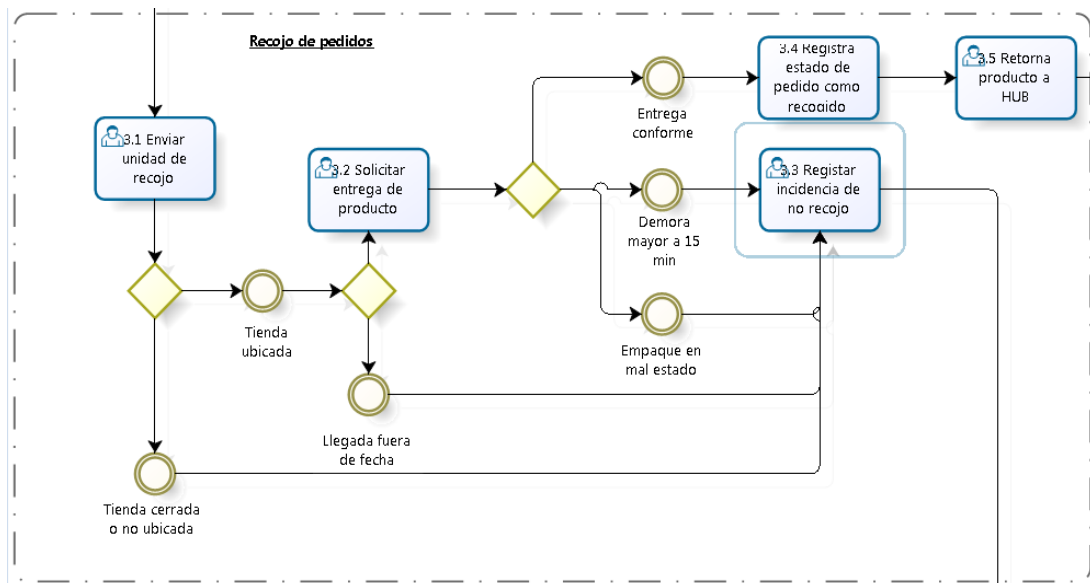 Recojo de pedidos
3.1 Enviar
unidad de
recojo
Tienda
ubicada
Tienda cerrada
o no ubicada
3.2 Solicitar
entrega de
producto
Llegada fuera
de fecha
Entrega
conforme
Demora
mayor a 15
min
Empaque en
mal estado
3.4 Registra
estado de
pedido como
recogido
3.3 Registar
incidencia de
no recojo
3.5 Retorna
producto a
HUB